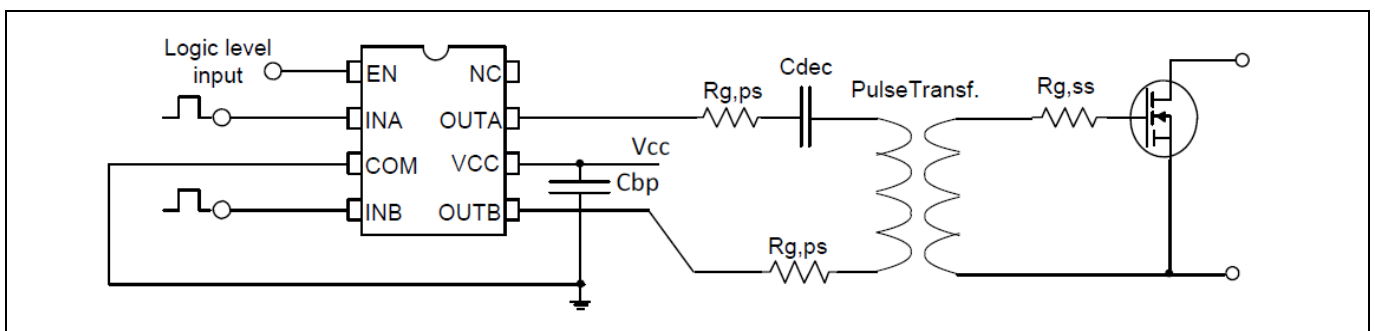 Logic level
input
EN
NC
INA
OUTA
COM
VCC
INB
OUTB
Vcc
Cbp
Rg,ps
Cdec
PulseTransf.
Rg,ss
Rg,ps